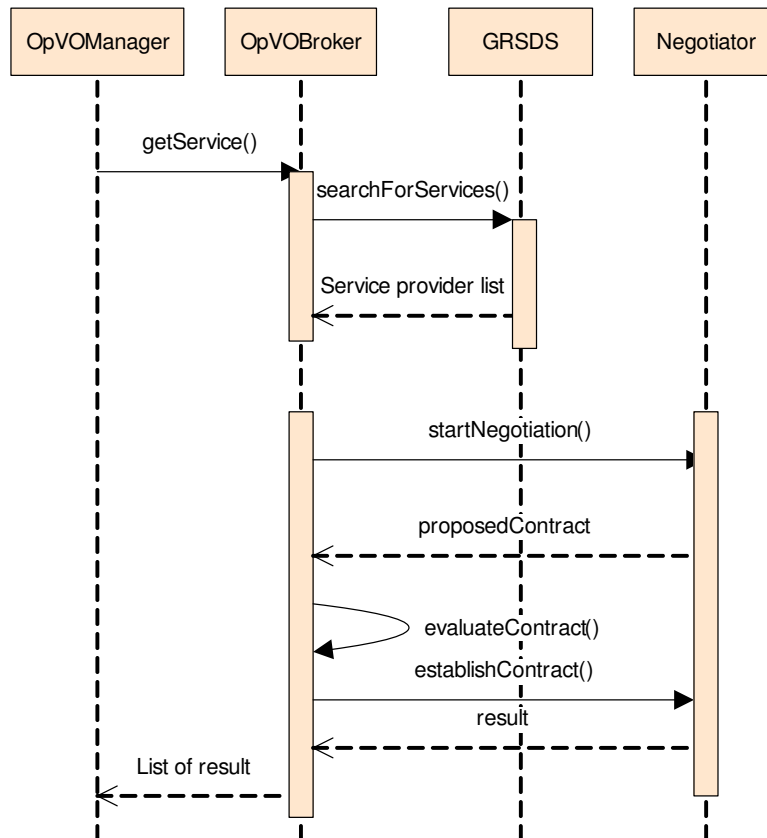 OpVOManager
OpVOBroker
GRSDS
Negotiator
getService()
searchForServices()
Service provider list
startNegotiation()
proposedContract
evaluateContract()
establishContract()
result
List of result